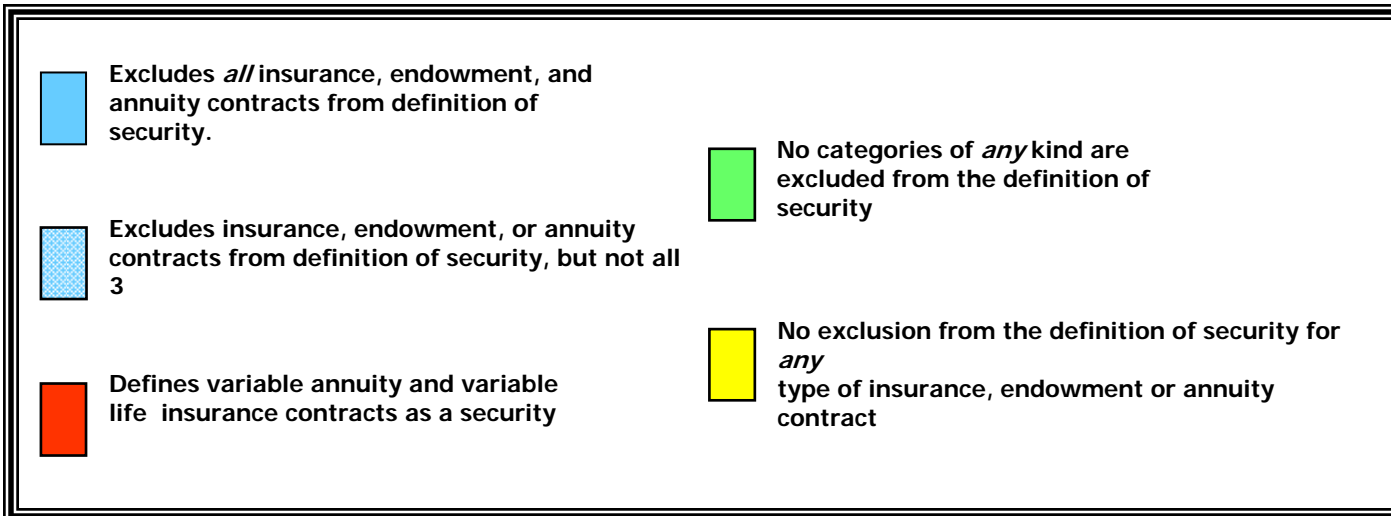 Excludes all insurance, endowment, and
annuity contracts from definition of
security.
Excludes insurance, endowment, or annuity
contracts from definition of security, but not all
3
Defines variable annuity and variable
life insurance contracts as a security
No categories of any kind are
excluded from the definition of
security
No exclusion from the definition of security for
any
type of insurance, endowment or annuity
contract